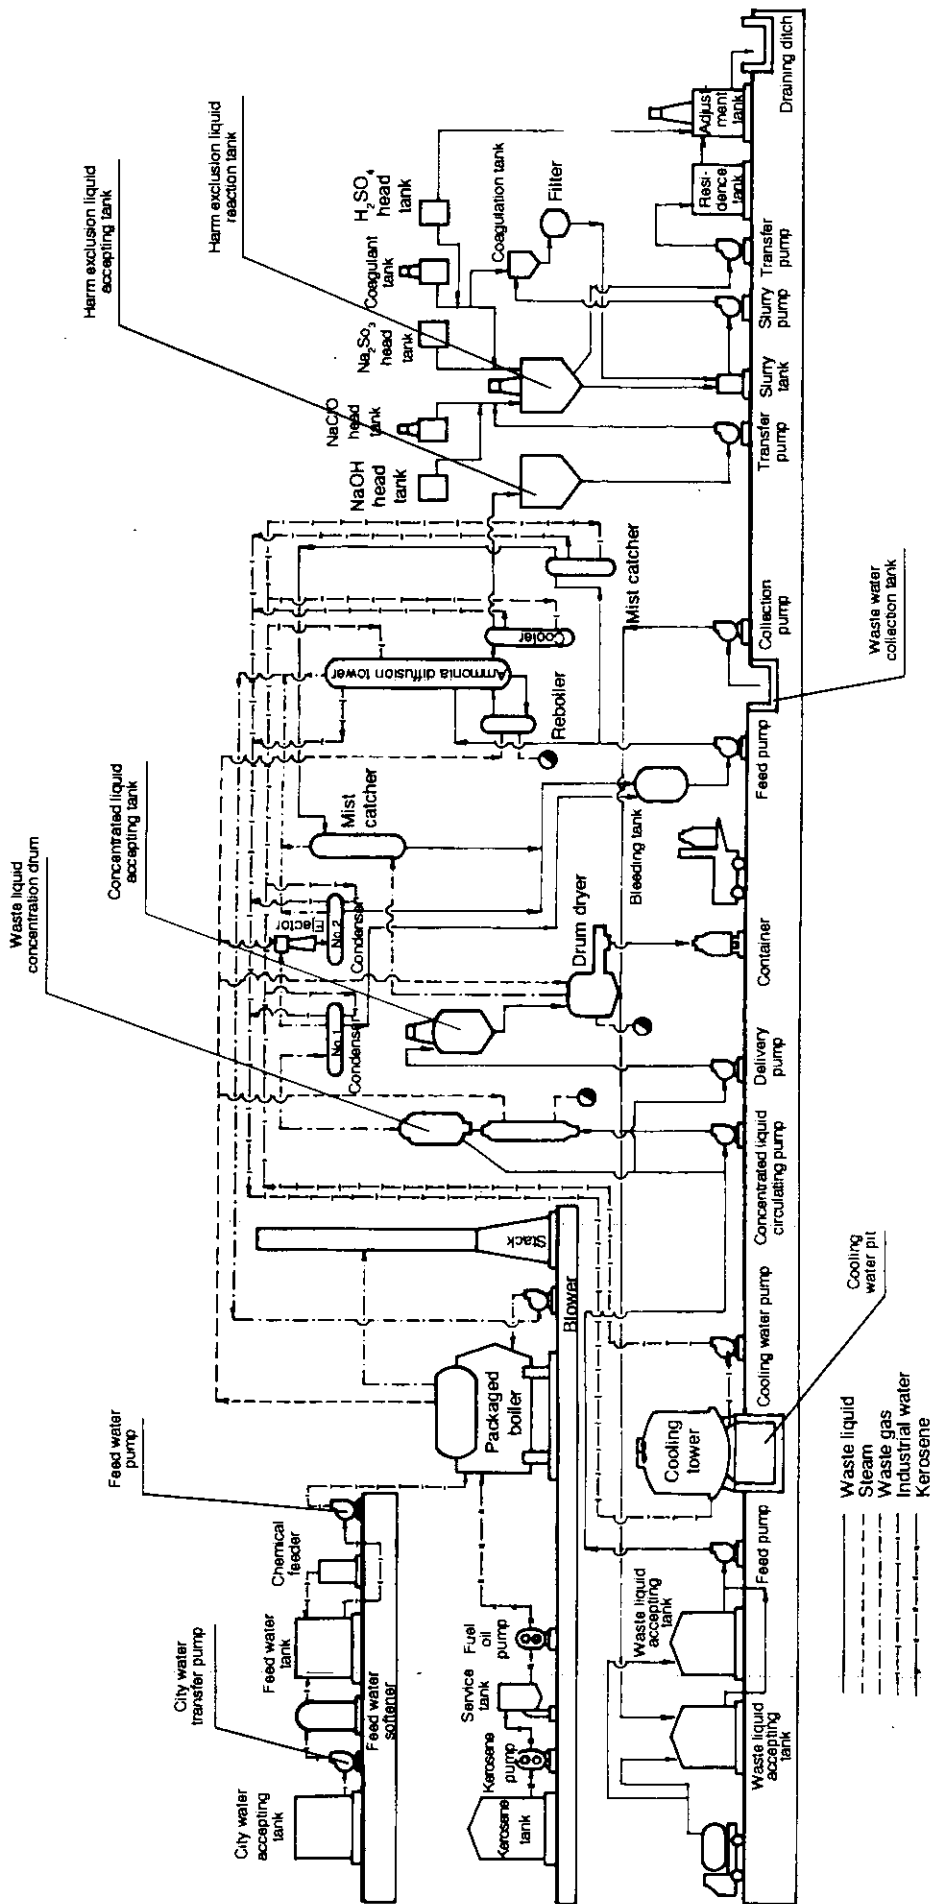 City water
accepting
tank
City water
transfer pump
Feed water
softener
Feed water
tank
Chemical
feeder
Feed water
pump
Kerosene
tank
Kerosene
pump
Service
tank
Fuel
oil
pump
Packaged
boiler
Blower
Stack
Waste liquid
accepting
tank
Waste liquid
accepting
tank
Feed pump
Cooling
tower
Cooling
water pit
Cooling water pump
Concentrated liquid
circulating pump
Delivery
pump
Container
Waste liquid
concentration drum
Concentrated liquid
accepting tank
No.1
Condenser
Ejector
No.2
Condenser
Mist
catcher
Drum dryer
Bleeding tank
Feed pump
Ammonia diffusion tower
Reboiler
Cooler
Mist catcher
Waste water
collection tank
Collection
pump
Harm exclusion liquid
accepting tank
Harm exclusion liquid
reaction tank
NaOH
head
tank
NaClO
head
tank
Na2So3
head
tank
Coagulant
tank
H2SO4
head
tank
Coagulation tank
Filter
Transfer
pump
Slurry
tank
Slurry
pump
Transfer
pump
Resi-
dence
tank
Adjust-
ment
tank
Draining ditch
Waste liquid
Steam
Waste gas
Industrial water
Kerosene